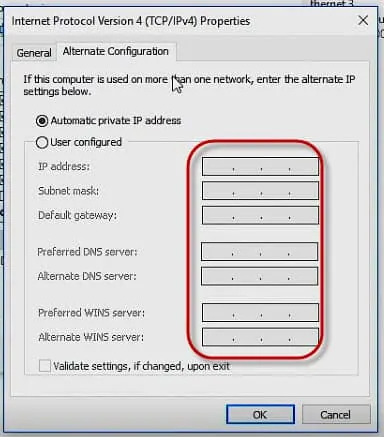 thernet 3
Internet Protocol Version 4 (TCP/IPv4) Properties
General
Alternate Configuration
If this computer is used on more than one network, enter the alternate IP
settings below.
Automatic private IP address
User configured
IP address:
Subnet mask:
Default gateway:
Preferred DNS server:
Alternate DNS server:
Preferred WINS server:
Alternate WINS server:
Validate settings, if changed, upon exit
OK
Cancel